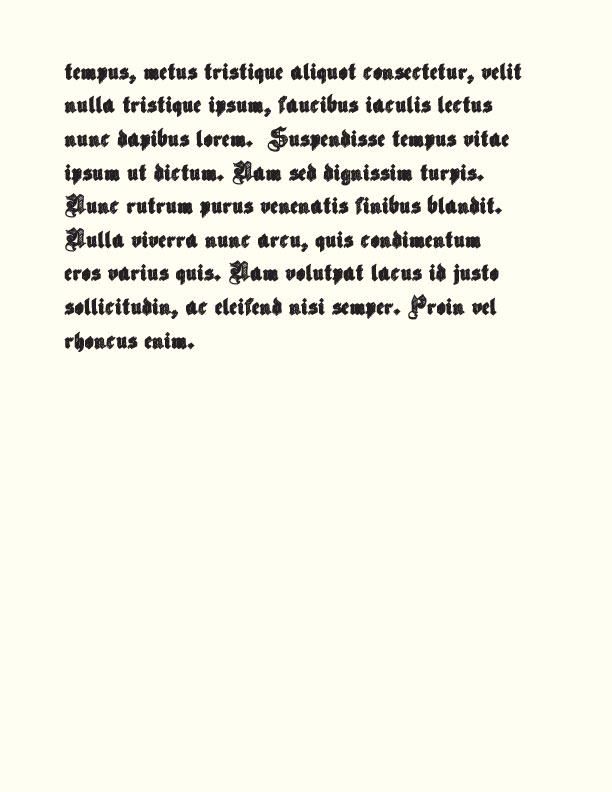 tempus, metus tristique aliquot consectetur, velit
nulla tristique ipsum, faucibus iaculis lectus
nunc dapibus lorem.  Suspendisse tempus vitae
ipsum ut dictum. Nam sed dignissim turpis.
Nunc rutrum purus venenatis finibus blandit.
Nulla viverra nunc arcu, quis condimentum
eros varius quis. Nam volutpat lacus id justo
sollicitudin, ac eleifend nisi semper. Proin vel
rhoncus enim.